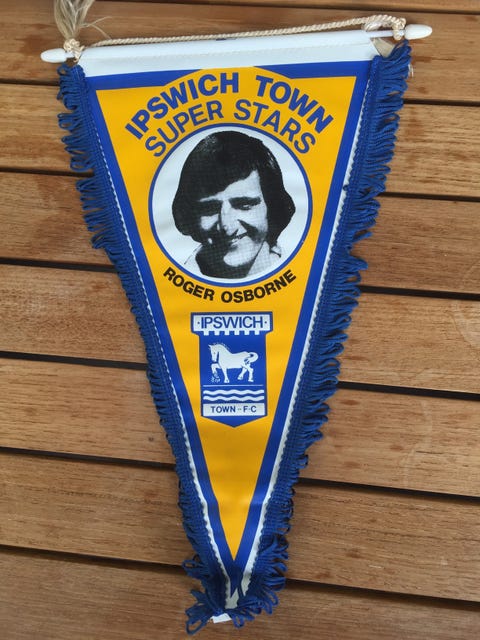 IPSWICH TOWN
SUPER STARS
ROGER OSBORNE
·IPSWICH·
TOWN - F·C